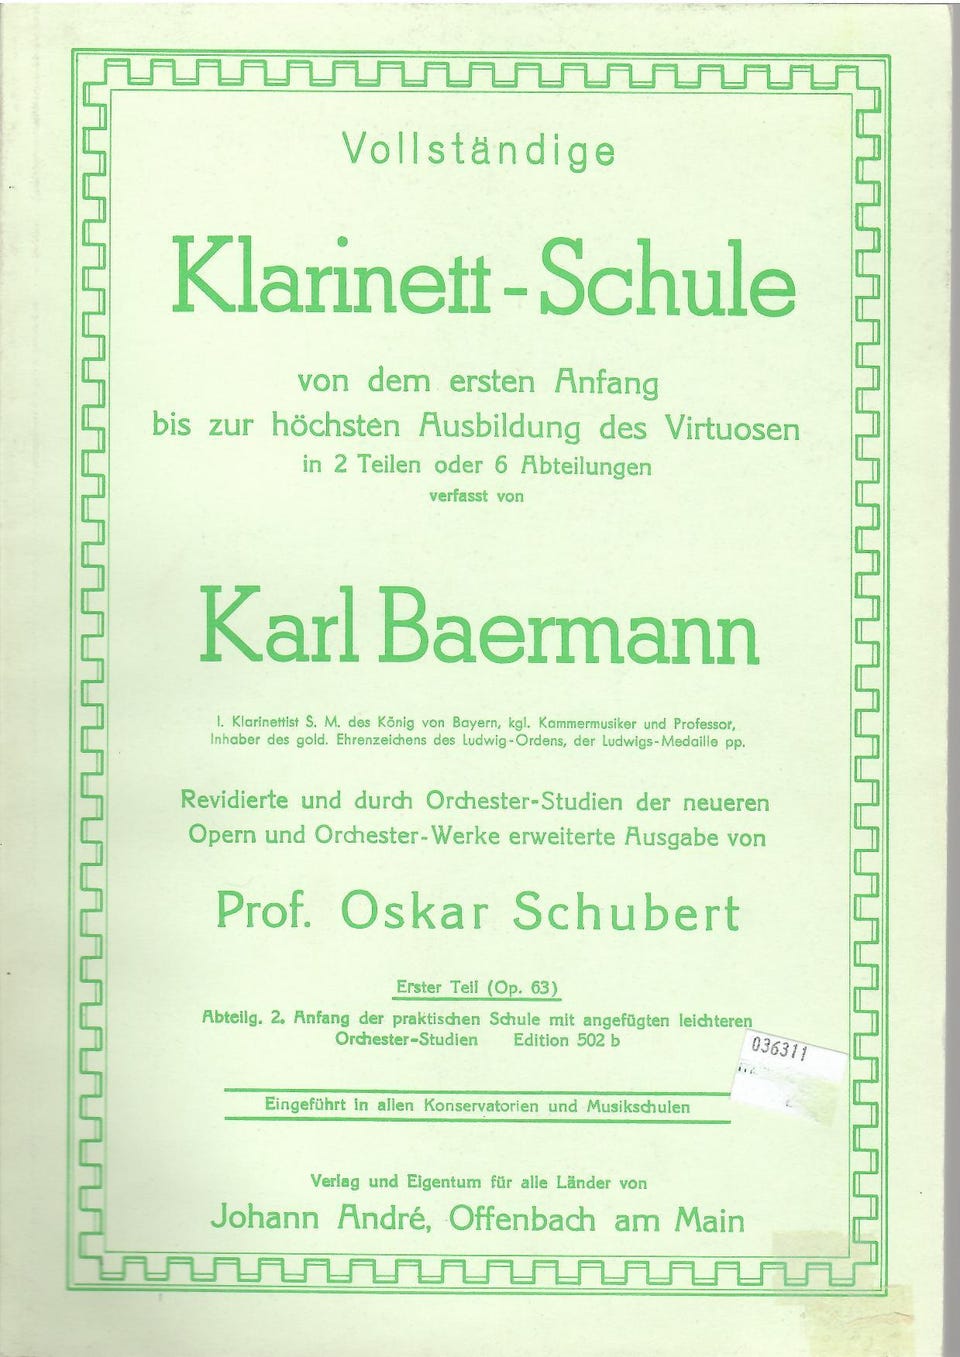 Vollständige
Klarinett-Schule
von dem ersten Anfang
bis zur höchsten Ausbildung des Virtuosen
in 2 Teilen oder 6 Abteilungen
verfasst von
Karl Baermann
I. Klarinettist S. M. des König von Bayern, kgl. Kammermusiker und Professor,
Inhaber des gold. Ehrenzeichens des Ludwig-Ordens, der Ludwigs-Medaille pp.
Revidierte und durch Orchester-Studien der neueren
Opern und Orchester-Werke erweiterte Ausgabe von
Prof. Oskar Schubert
Erster Teil (Op. 63)
Abteilg. 2. Anfang der praktischen Schule mit angefügten leichteren
Orchester-Studien Edition 502 b
036311
Eingeführt in allen Konservatorien und Musikschulen
Verlag und Eigentum für alle Länder von
Johann André, Offenbach am Main